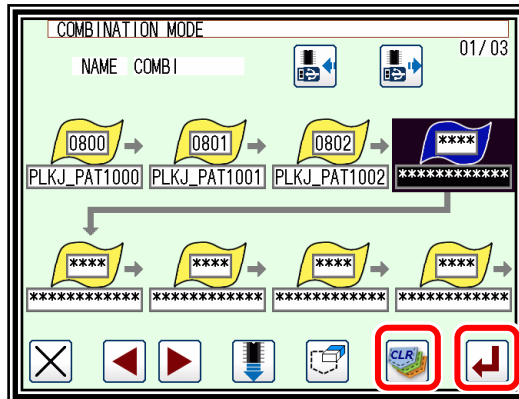 COMBINATION MODE
01/03
NAME COMBI
0800 0801 0802 ****
PLKJ_PAT1000 PLKJ_PAT1001 PLKJ_PAT1002 ************
**** **** **** ****
************ ************ ************ ************
CLR